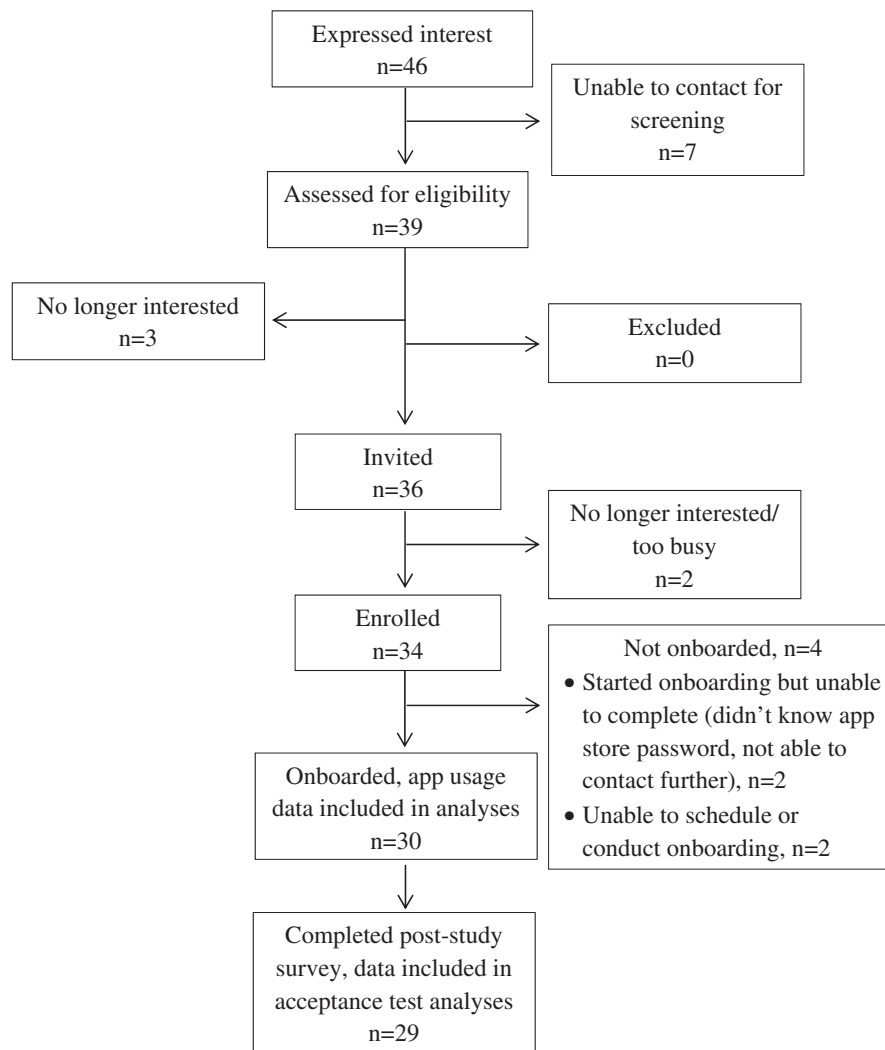 Expressed interest
n=46
Unable to contact for
screening
n=7
Assessed for eligibility
n=39
No longer interested
n=3
Excluded
n=0
Invited
n=36
No longer interested/
too busy
n=2
Enrolled
n=34
Not onboarded, n=4
• Started onboarding but unable
to complete (didn’t know app
store password, not able to
contact further), n=2
• Unable to schedule or
conduct onboarding, n=2
Onboarded, app usage
data included in analyses
n=30
Completed post-study
survey, data included in
acceptance test analyses
n=29